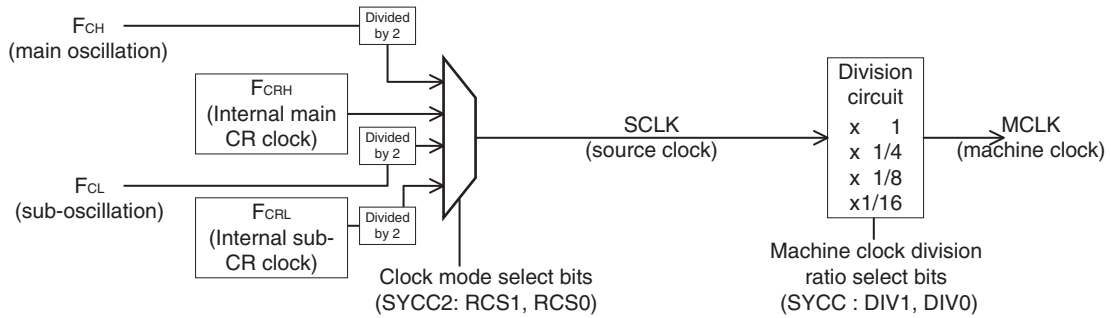 FCH
(main oscillation)
Divided
by 2
FCRH
(Internal main
CR clock)
Divided
by 2
FCL
(sub-oscillation)
FCRL
(Internal sub-
CR clock)
Divided
by 2
Clock mode select bits
(SYCC2: RCS1, RCS0)
SCLK
(source clock)
Division
circuit
x 1
x 1/4
x 1/8
x1/16
MCLK
(machine clock)
Machine clock division
ratio select bits
(SYCC : DIV1, DIV0)